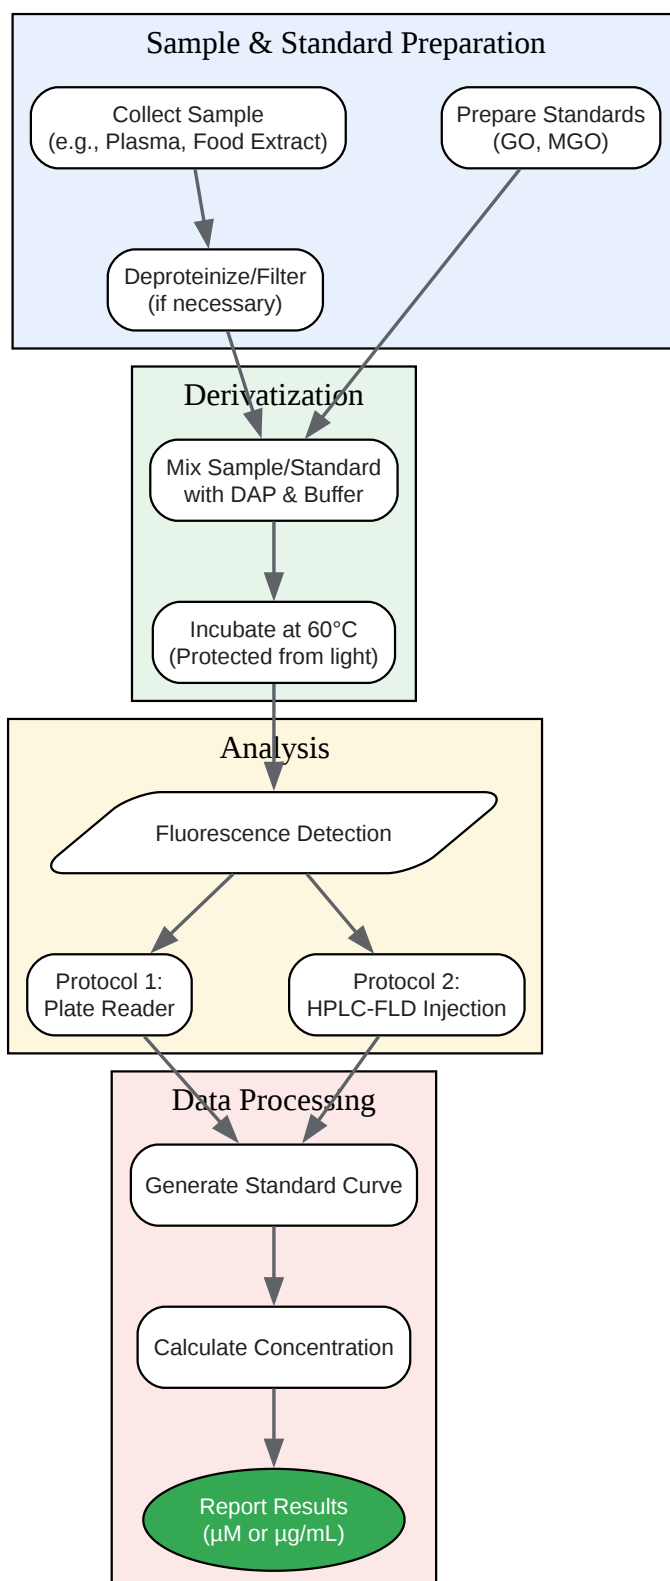 Sample & Standard Preparation
Collect Sample
(e.g., Plasma, Food Extract)
Prepare Standards
(GO, MGO)
Deproteinize/Filter
(if necessary)
Derivatization
Mix Sample/Standard
with DAP & Buffer
Incubate at 60°C
(Protected from light)
Analysis
Fluorescence Detection
Protocol 1:
Plate Reader
Protocol 2:
HPLC-FLD Injection
Data Processing
Generate Standard Curve
Calculate Concentration
Report Results
(µM or µg/mL)